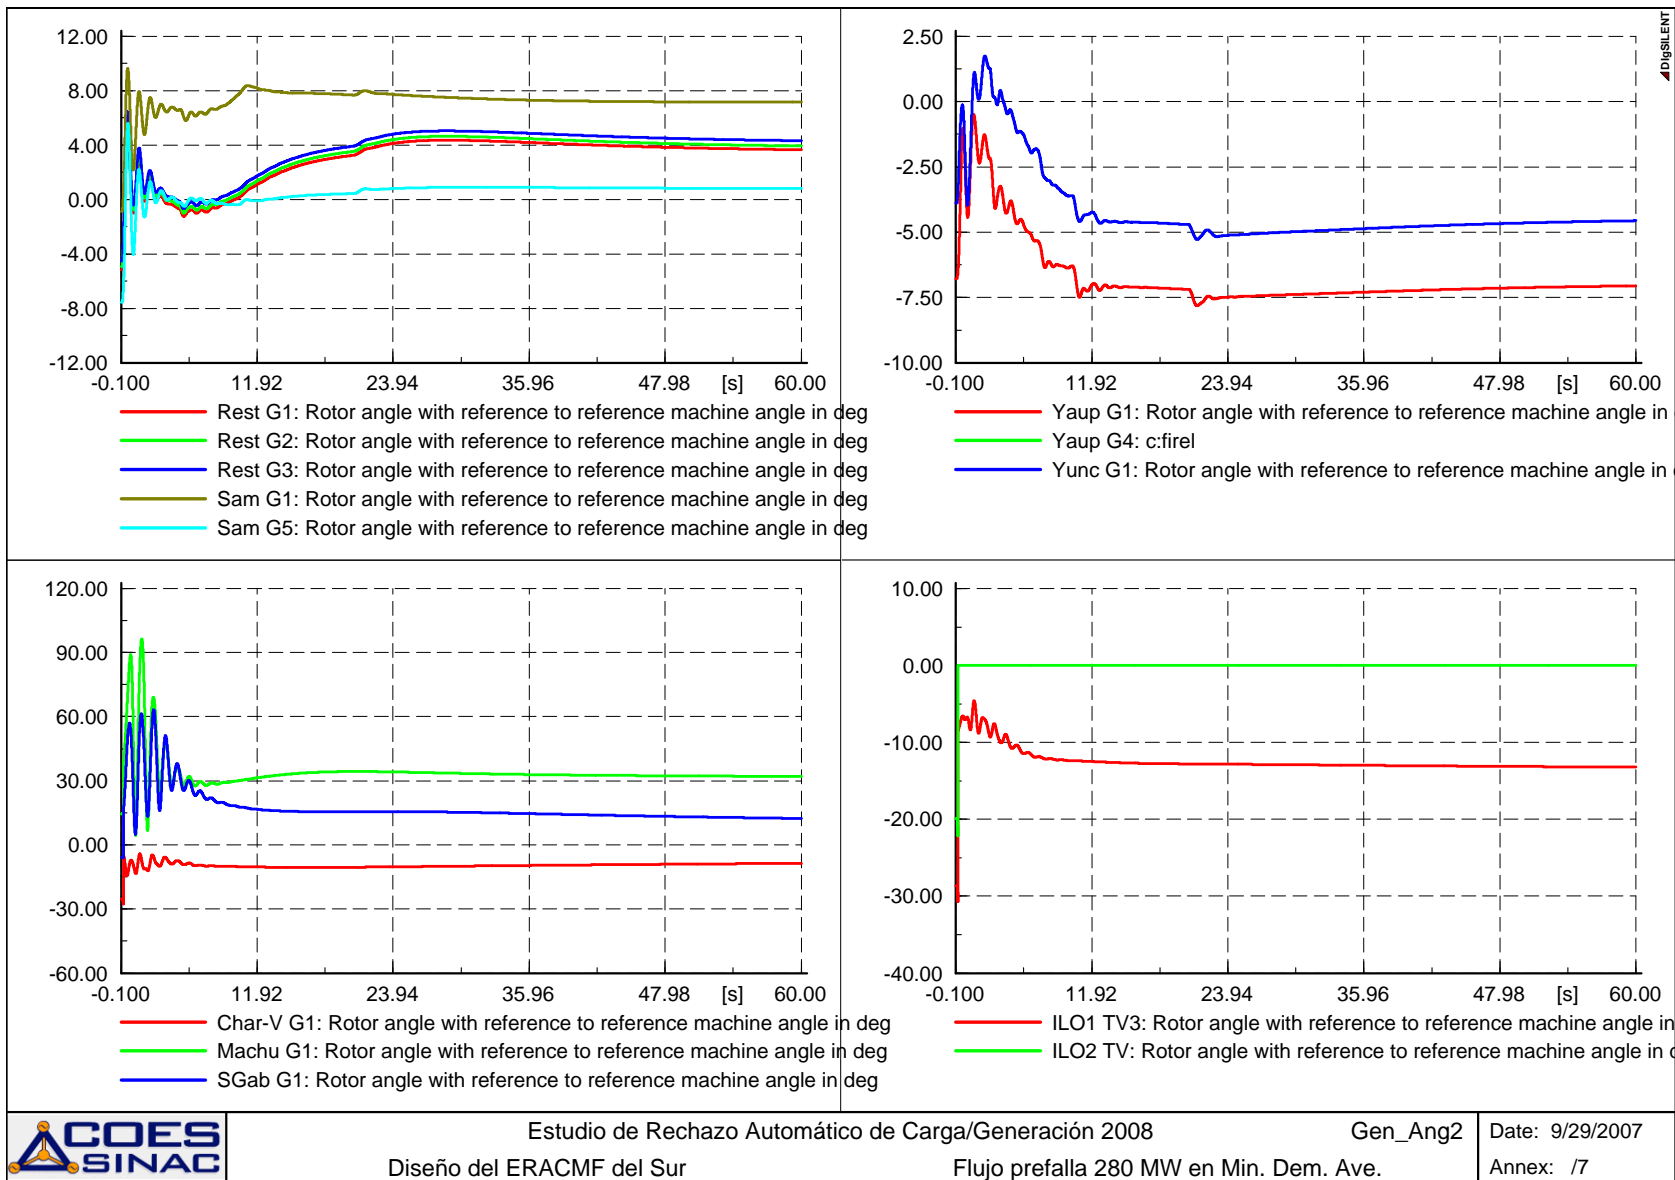 12.00
8.00
4.00
0.00
-4.00
-8.00
-12.00
-0.100 11.92 23.94 35.96 47.98 [s] 60.00
Rest G1: Rotor angle with reference to reference machine angle in deg
Rest G2: Rotor angle with reference to reference machine angle in deg
Rest G3: Rotor angle with reference to reference machine angle in deg
Sam G1: Rotor angle with reference to reference machine angle in deg
Sam G5: Rotor angle with reference to reference machine angle in deg
DIgSILENT
2.50
0.00
-2.50
-5.00
-7.50
-10.00
-0.100 11.92 23.94 35.96 47.98 [s] 60.00
Yaup G1: Rotor angle with reference to reference machine angle in
Yaup G4: c:firel
Yunc G1: Rotor angle with reference to reference machine angle in
120.00
90.00
60.00
30.00
0.00
-30.00
-60.00
-0.100 11.92 23.94 35.96 47.98 [s] 60.00
Char-V G1: Rotor angle with reference to reference machine angle in deg
Machu G1: Rotor angle with reference to reference machine angle in deg
SGab G1: Rotor angle with reference to reference machine angle in deg
10.00
0.00
-10.00
-20.00
-30.00
-40.00
-0.100 11.92 23.94 35.96 47.98 [s] 60.00
ILO1 TV3: Rotor angle with reference to reference machine angle in
ILO2 TV: Rotor angle with reference to reference machine angle in
COES
SINAC
Estudio de Rechazo Automático de Carga/Generación 2008 Gen_Ang2
Diseño del ERACMF del Sur Flujo prefalla 280 MW en Min. Dem. Ave.
Date: 9/29/2007
Annex: /7